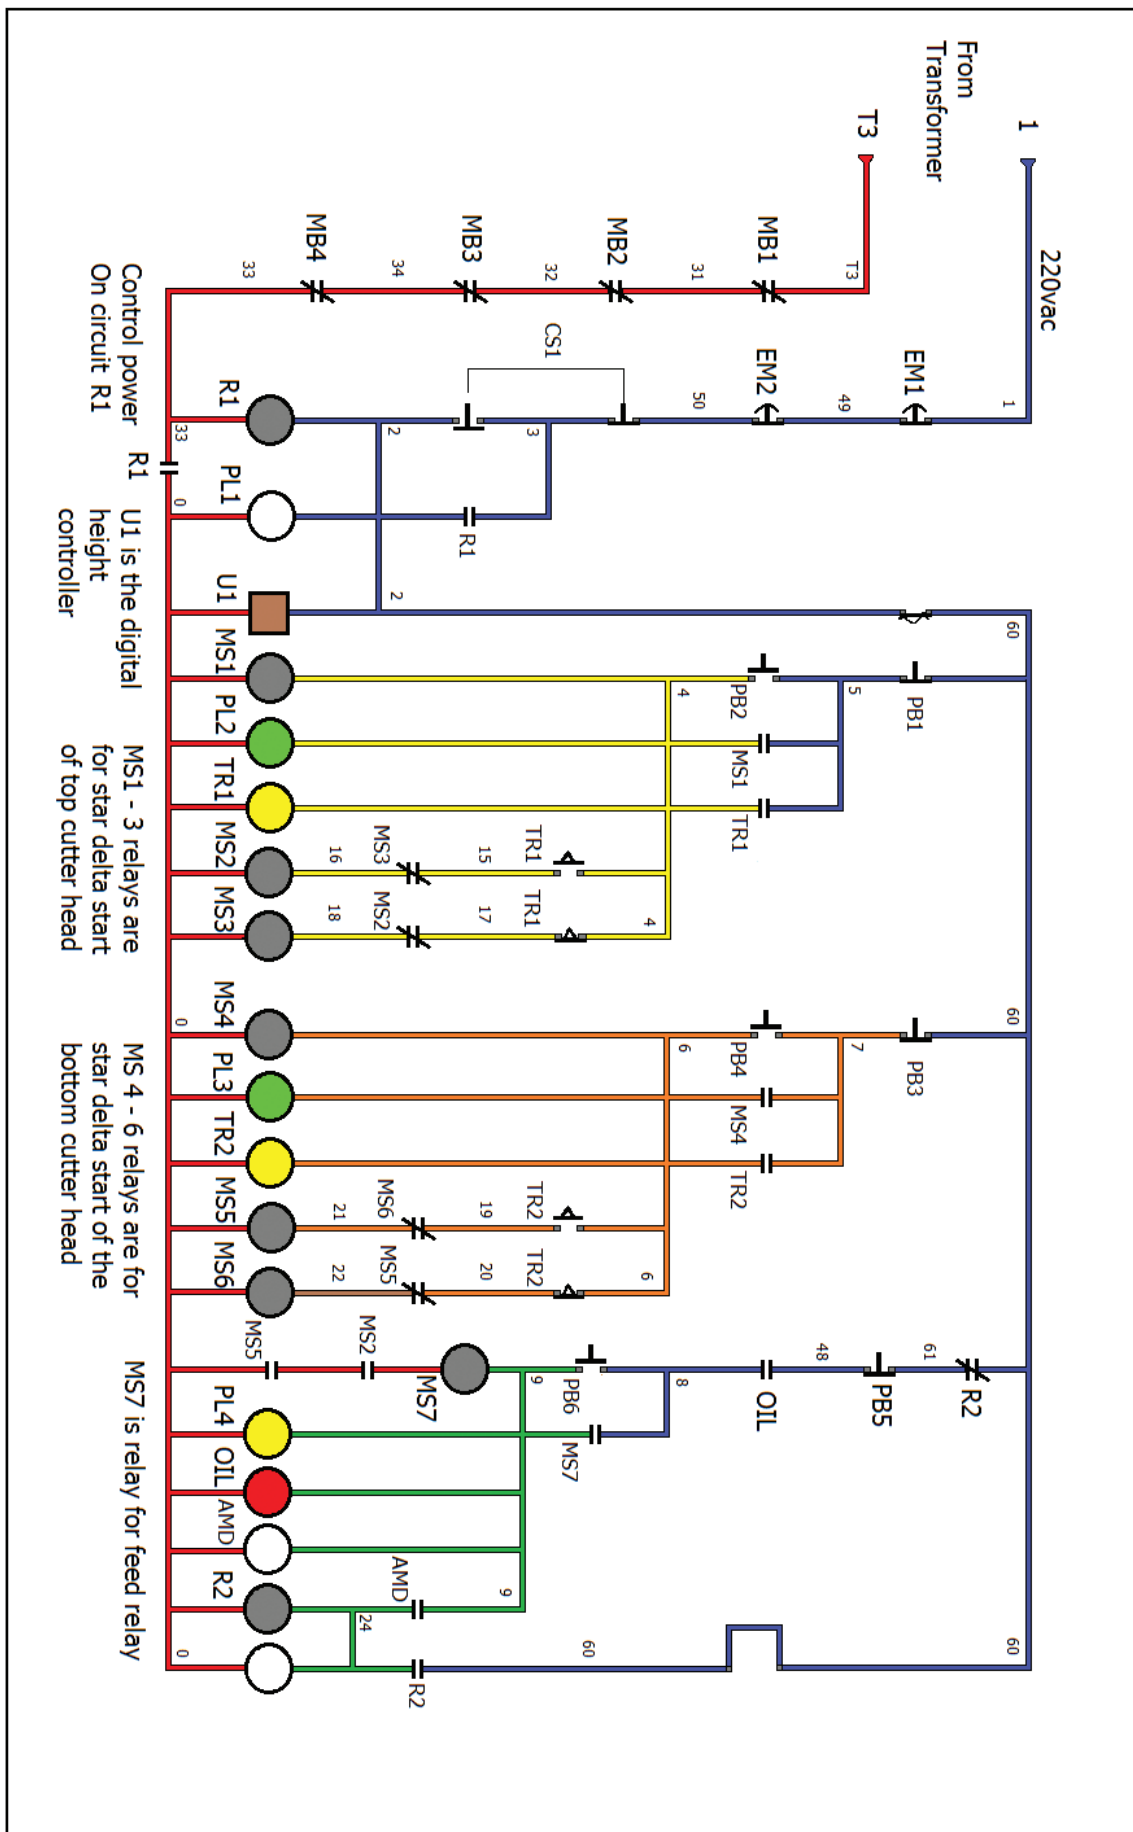 From
Transformer
1
T3
220vac
T3
MB1
31
MB2
32
MB3
34
MB4
33
Control power
On circuit R1
1
EM1
49
EM2
50
CS1
3
2
R1
33
R1
R1
PL1
0
60
2
U1
U1 is the digital
height
controller
PB1
5
PB2
4
MS1
MS1
PL2
TR1
TR1
TR1
15
MS3
16
MS2
4
TR1
17
MS2
18
MS3
MS1 - 3 relays are
for star delta start
of top cutter head
60
PB3
7
PB4
6
MS4
0
MS4
PL3
TR2
TR2
TR2
19
MS6
21
MS5
6
TR2
20
MS5
22
MS6
MS 4 - 6 relays are for
star delta start of the
bottom cutter head
R2
61
PB5
48
OIL
8
PB6
9
MS7
MS7
MS2
MS5
PL4
OIL
AMD
9
AMD
24
R2
60
60
R2
0
MS7 is relay for feed relay